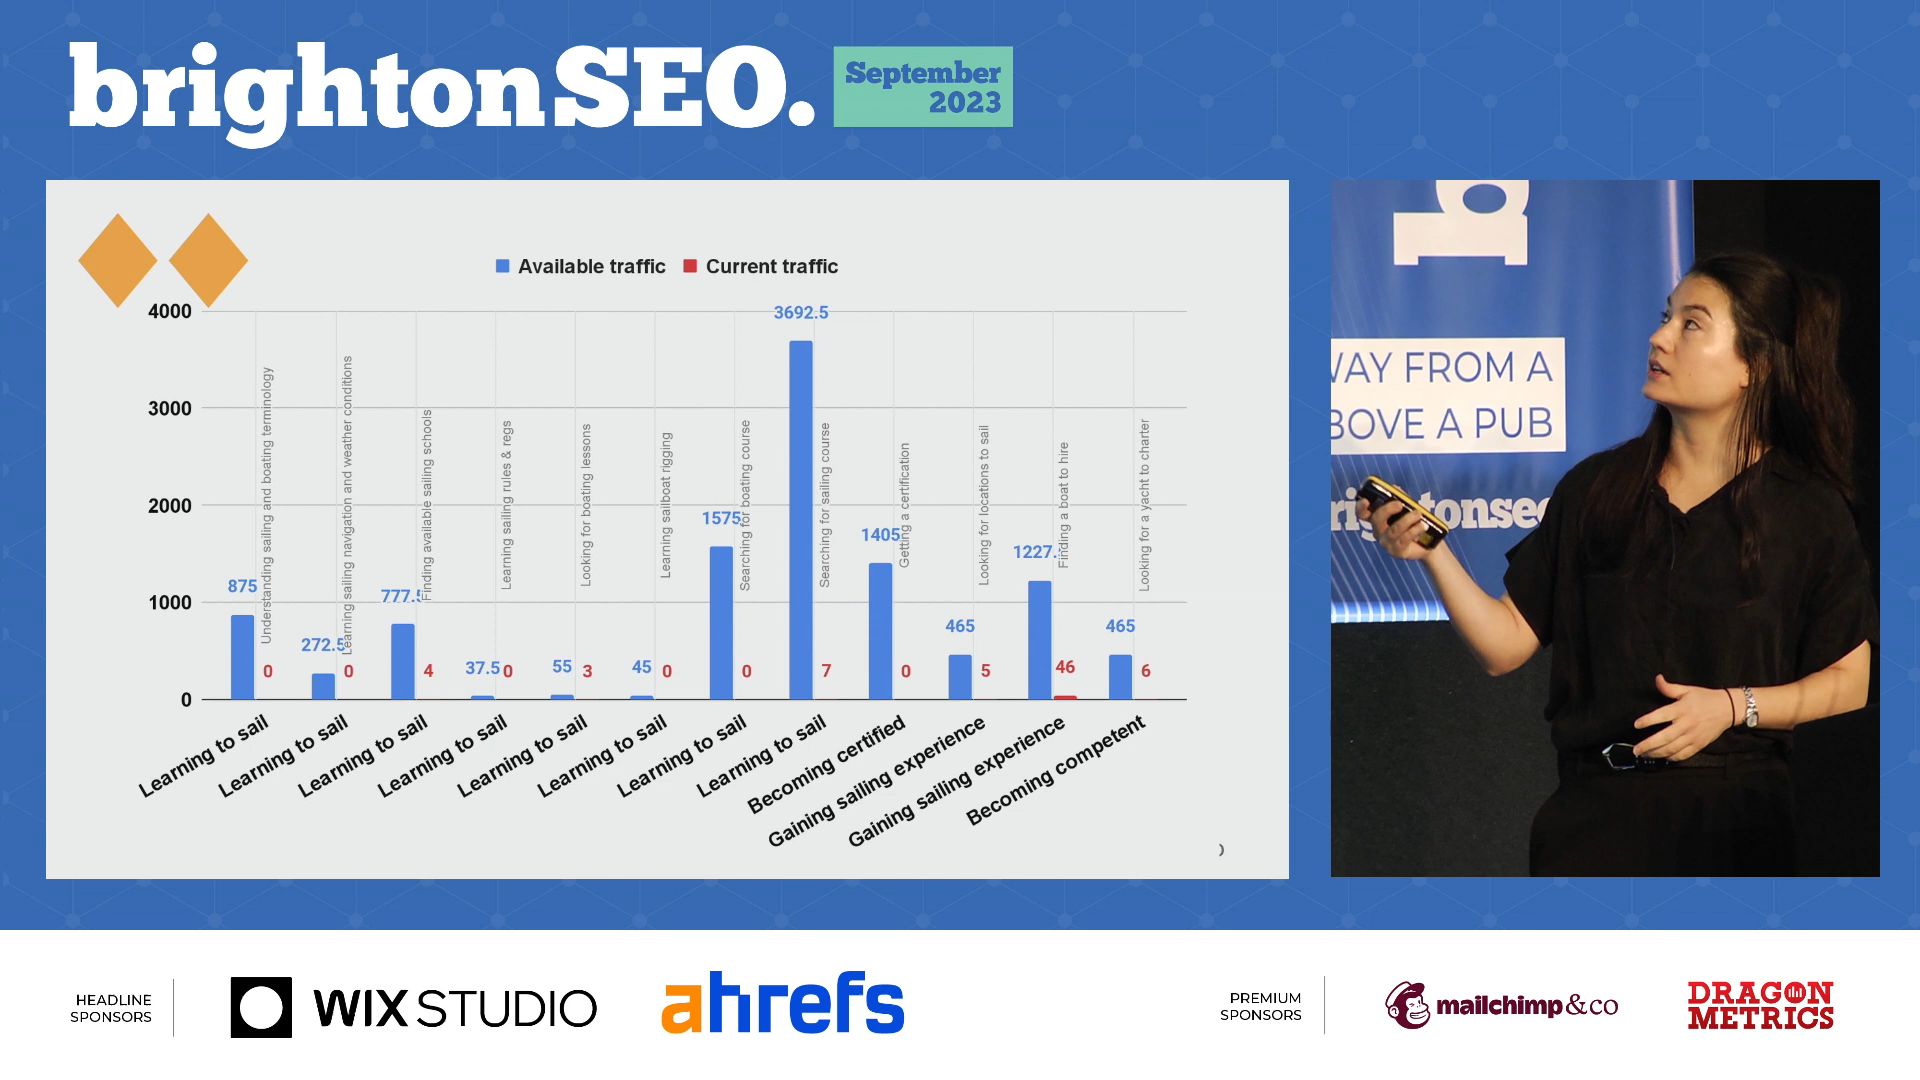 brightonSEO.
September
2023
Available traffic
Current traffic
4000
3000
2000
1000
0
3692.5
875
272.5
777.5
37.5
55
45
1575
1405
465
1227.
465
0
0
4
0
3
0
0
7
0
5
46
6
Understanding sailing and boating terminology
Learning sailing navigation and weather conditions
Finding available sailing schools
Learning sailing rules & regs
Looking for boating lessons
Learning sailboat rigging
Searching for boating course
Searching for sailing course
Getting a certification
Looking for locations to sail
Finding a boat to hire
Looking for a yacht to charter
Learning to sail
Learning to sail
Learning to sail
Learning to sail
Learning to sail
Learning to sail
Learning to sail
Learning to sail
Becoming certified
Gaining sailing experience
Gaining sailing experience
Becoming competent
b
WAY FROM A
BOVE A PUB
rightonseo
HEADLINE
SPONSORS
WIX STUDIO
ahrefs
PREMIUM
SPONSORS
mailchimp & co
DRAGON
METRICS